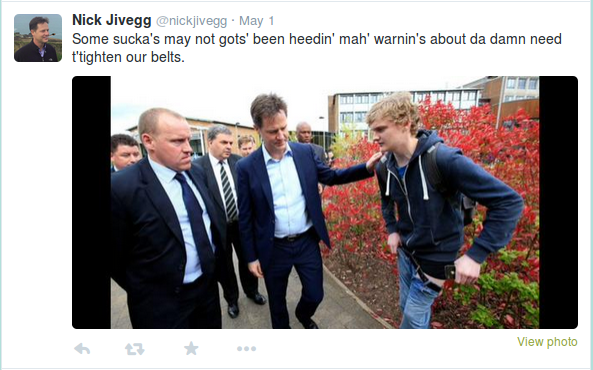 Nick Jivegg @nickjivegg · May 1
Some sucka's may not gots' been heedin' mah' warnin's about da damn need
t'tighten our belts.
View photo